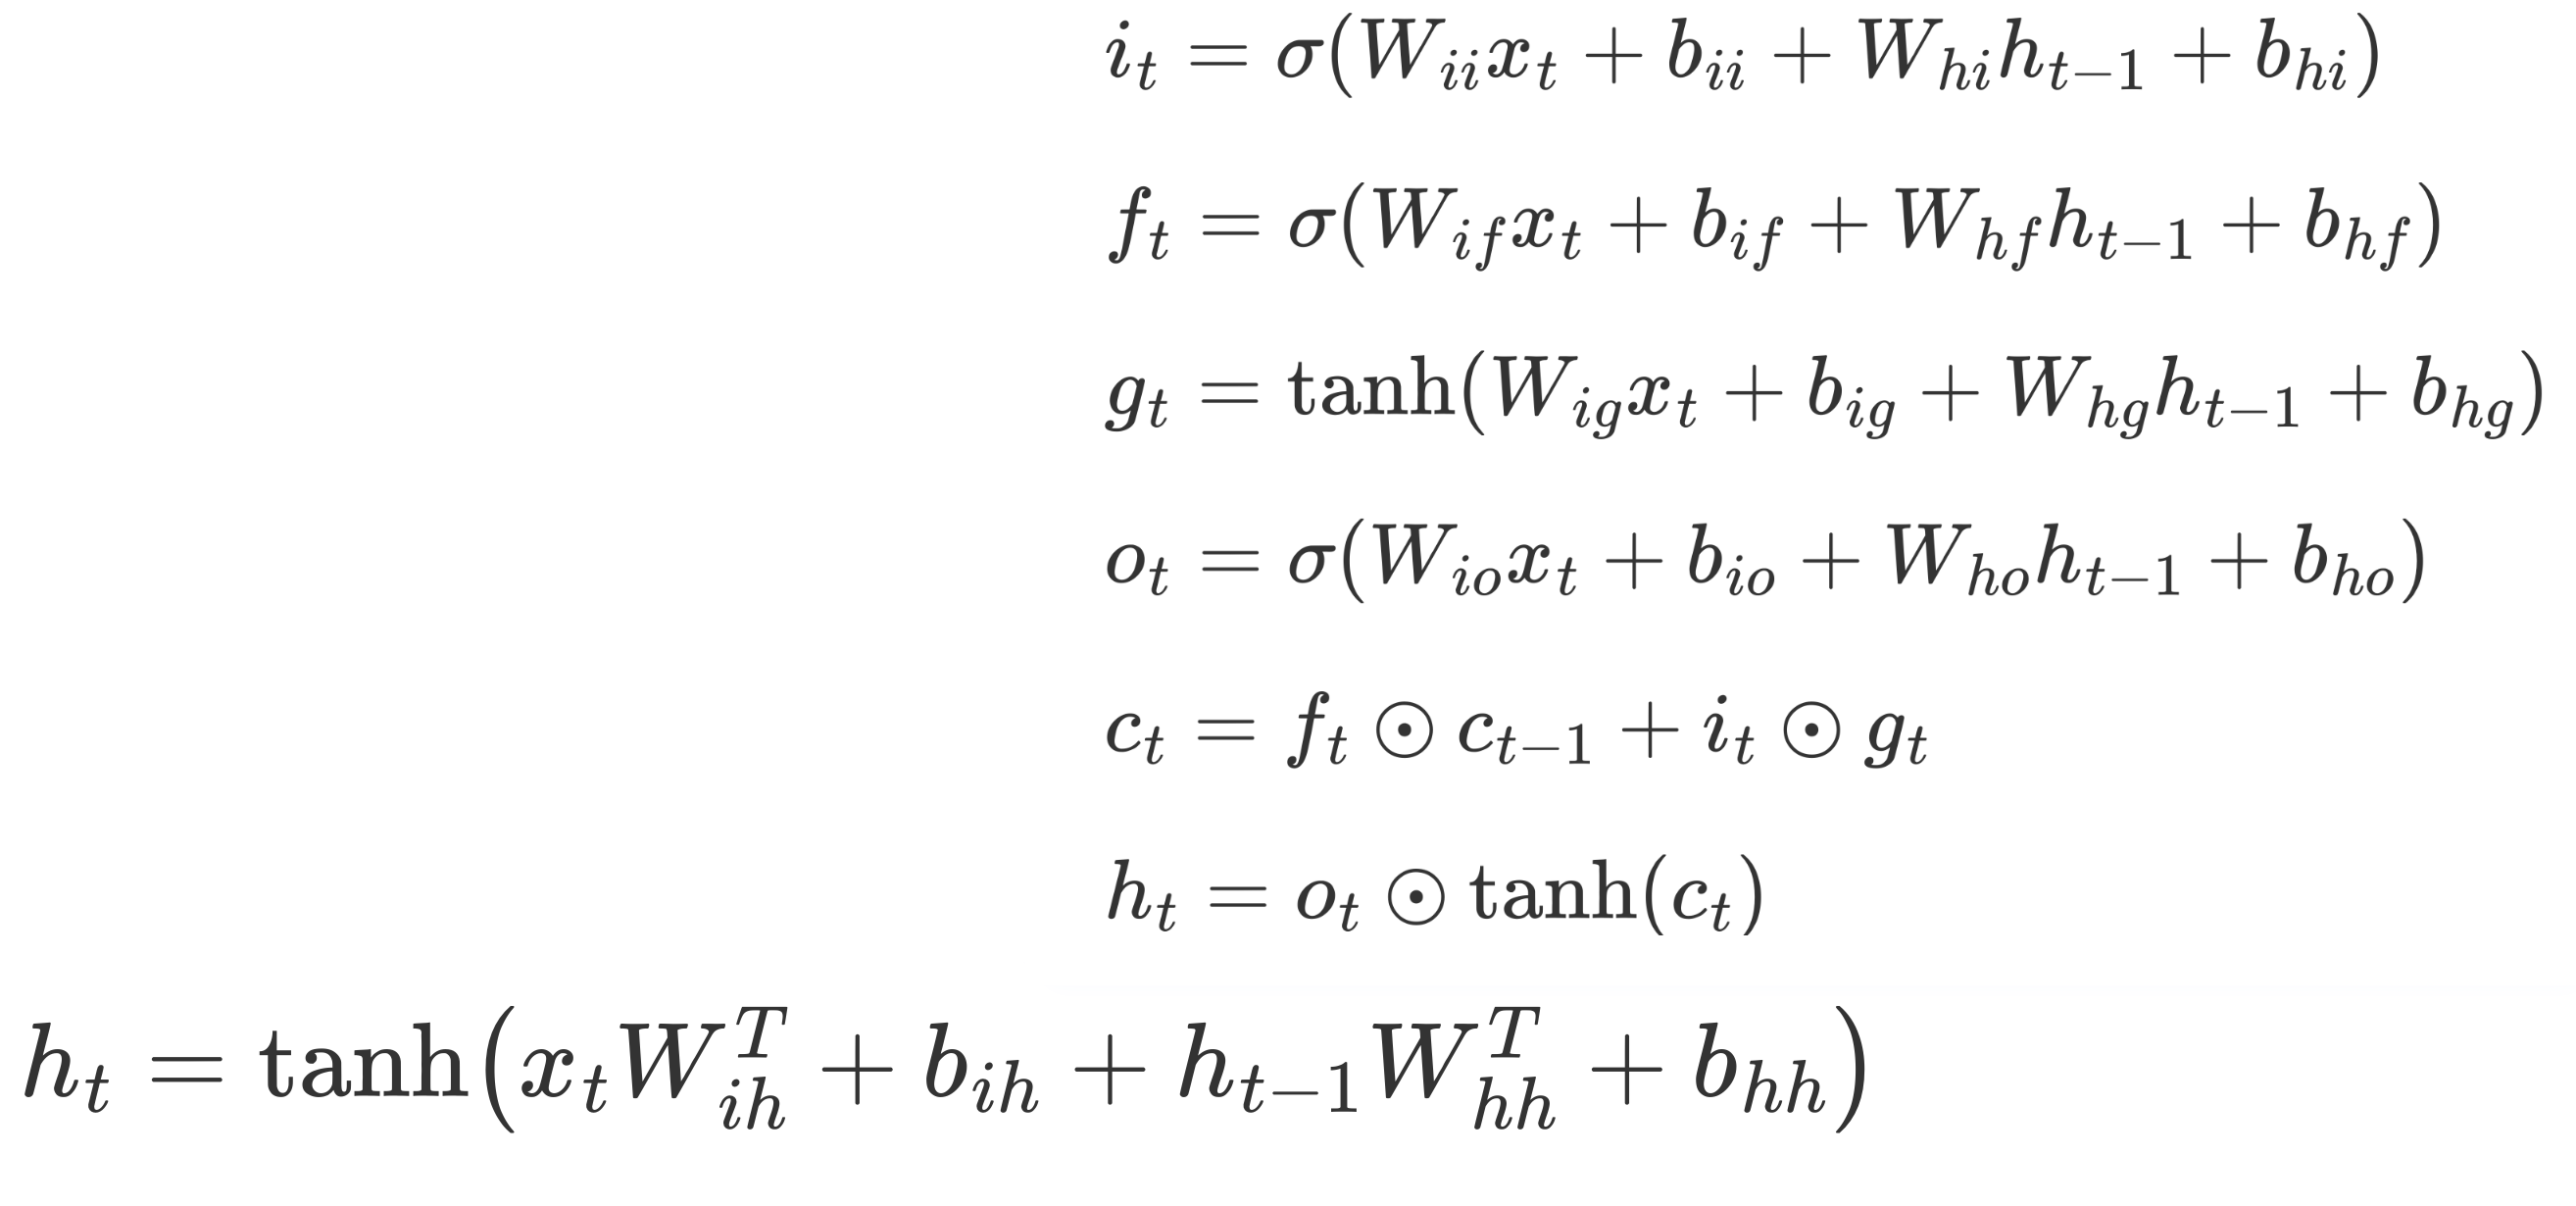 i_t = σ(W_{ii} x_t + b_{ii} + W_{hi} h_{t−1} + b_{hi})
f_t = σ(W_{if} x_t + b_{if} + W_{hf} h_{t−1} + b_{hf})
g_t = tanh(W_{ig} x_t + b_{ig} + W_{hg} h_{t−1} + b_{hg})
o_t = σ(W_{io} x_t + b_{io} + W_{ho} h_{t−1} + b_{ho})
c_t = f_t ⊙ c_{t−1} + i_t ⊙ g_t
h_t = o_t ⊙ tanh(c_t)
h_t = tanh(x_t W_{ih}^T + b_{ih} + h_{t−1} W_{hh}^T + b_{hh})